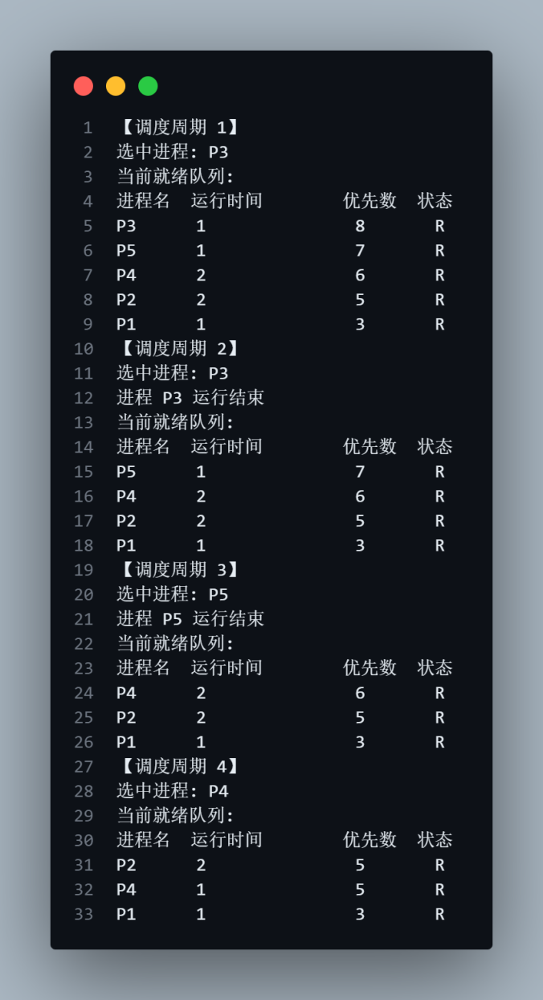 1 【调度周期 1】
2 选中进程: P3
3 当前就绪队列:
4 进程名 运行时间 优先数 状态
5 P3 1 8 R
6 P5 1 7 R
7 P4 2 6 R
8 P2 2 5 R
9 P1 1 3 R
10 【调度周期 2】
11 选中进程: P3
12 进程 P3 运行结束
13 当前就绪队列:
14 进程名 运行时间 优先数 状态
15 P5 1 7 R
16 P4 2 6 R
17 P2 2 5 R
18 P1 1 3 R
19 【调度周期 3】
20 选中进程: P5
21 进程 P5 运行结束
22 当前就绪队列:
23 进程名 运行时间 优先数 状态
24 P4 2 6 R
25 P2 2 5 R
26 P1 1 3 R
27 【调度周期 4】
28 选中进程: P4
29 当前就绪队列:
30 进程名 运行时间 优先数 状态
31 P2 2 5 R
32 P4 1 5 R
33 P1 1 3 R